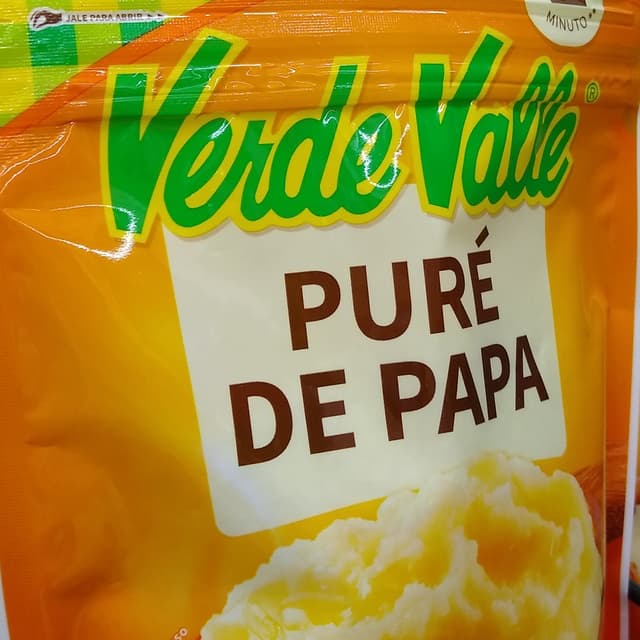 JALE PARA ABRIR
MINUTO
Verde Valle®
PURÉ
DE PAPA